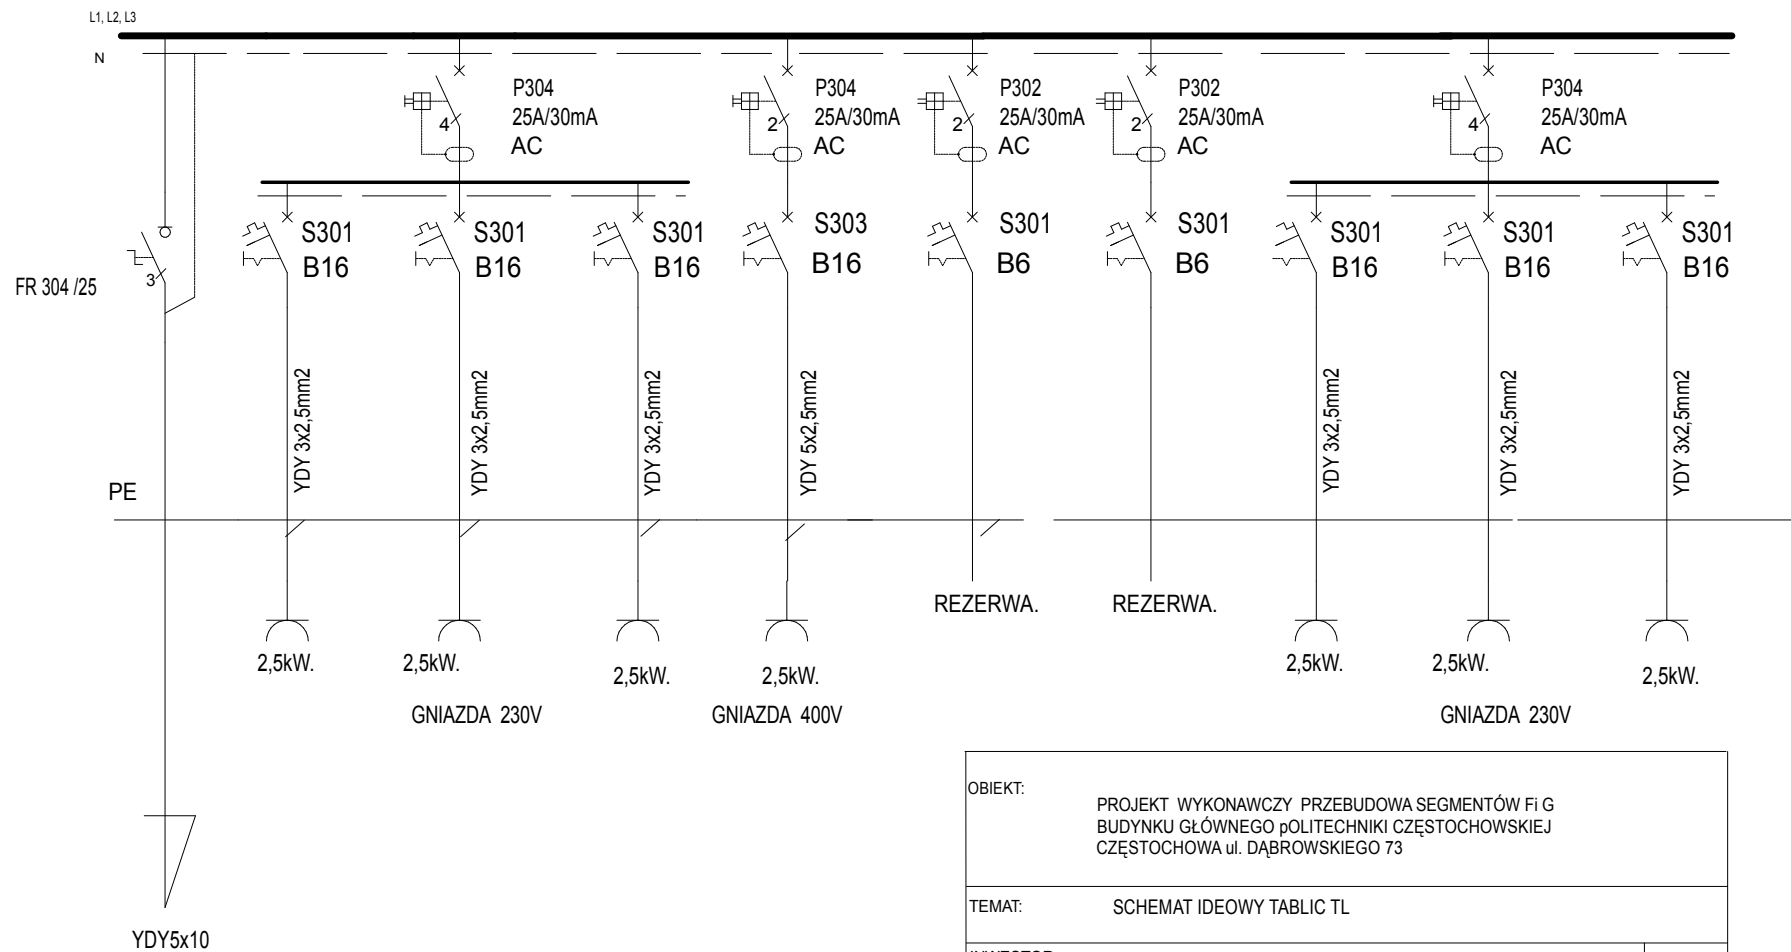 L1, L2, L3
N
P304
25A/30mA
AC
4
P304
25A/30mA
AC
2
P302
25A/30mA
AC
2
P302
25A/30mA
AC
2
P304
25A/30mA
AC
4
FR 304 /25
3
S301
B16
S301
B16
S301
B16
S303
B16
S301
B6
S301
B6
S301
B16
S301
B16
S301
B16
YDY 3x2,5mm2
YDY 3x2,5mm2
YDY 3x2,5mm2
YDY 5x2,5mm2
YDY 3x2,5mm2
YDY 3x2,5mm2
YDY 3x2,5mm2
PE
REZERWA.
REZERWA.
2,5kW.
2,5kW.
2,5kW.
2,5kW.
2,5kW.
2,5kW.
2,5kW.
GNIAZDA 230V
GNIAZDA 400V
GNIAZDA 230V
YDY5x10
OBIEKT:
PROJEKT WYKONAWCZY PRZEBUDOWA SEGMENTÓW Fi G
BUDYNKU GŁÓWNEGO pOLITECHNIKI CZĘSTOCHOWSKIEJ
CZĘSTOCHOWA ul. DĄBROWSKIEGO 73
TEMAT:
SCHEMAT IDEOWY TABLIC TL